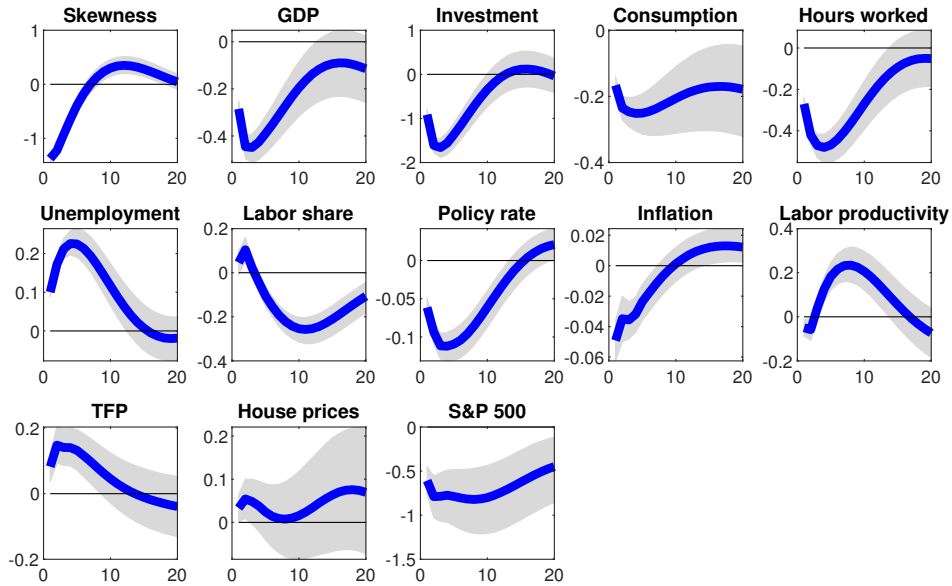 Skewness
1
0
-1
0 10 20
GDP
0
-0.2
-0.4
0 10 20
Investment
1
0
-1
-2
0 10 20
Consumption
0
-0.2
-0.4
0 10 20
Hours worked
0
-0.2
-0.4
0 10 20
Unemployment
0.2
0.1
0
0 10 20
Labor share
0.2
0
-0.2
-0.4
0 10 20
Policy rate
0
-0.05
-0.1
0 10 20
Inflation
0.02
0
-0.02
-0.04
-0.06
0 10 20
Labor productivity
0.2
0
-0.2
0 10 20
TFP
0.2
0
-0.2
0 10 20
House prices
0.2
0.1
0
0 10 20
S&P 500
0
-0.5
-1
-1.5
0 10 20